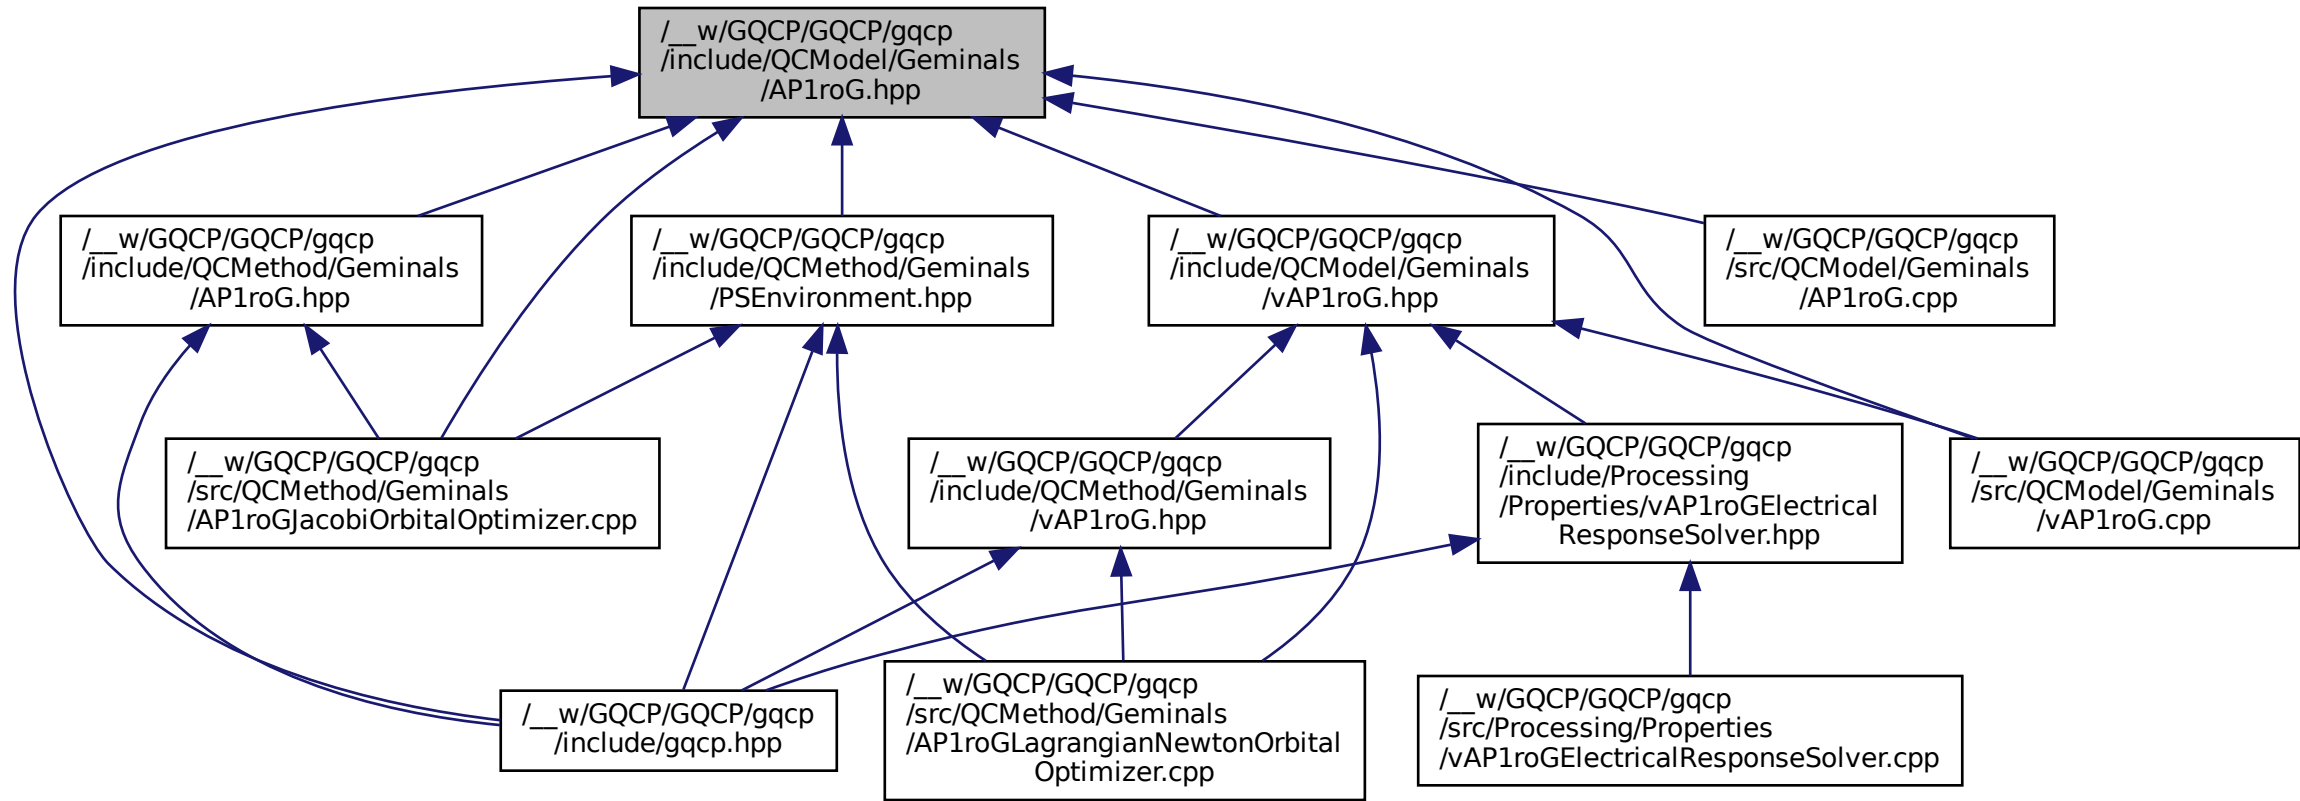 /__w/GQCP/GQCP/gqcp
/include/QCModel/Geminals
/AP1roG.hpp
/__w/GQCP/GQCP/gqcp
/include/QCMethod/Geminals
/AP1roG.hpp
/__w/GQCP/GQCP/gqcp
/include/QCMethod/Geminals
/PSEnvironment.hpp
/__w/GQCP/GQCP/gqcp
/include/QCModel/Geminals
/vAP1roG.hpp
/__w/GQCP/GQCP/gqcp
/src/QCModel/Geminals
/AP1roG.cpp
/__w/GQCP/GQCP/gqcp
/src/QCMethod/Geminals
/AP1roGJacobiOrbitalOptimizer.cpp
/__w/GQCP/GQCP/gqcp
/include/QCMethod/Geminals
/vAP1roG.hpp
/__w/GQCP/GQCP/gqcp
/include/Processing
/Properties/vAP1roGElectrical
ResponseSolver.hpp
/__w/GQCP/GQCP/gqcp
/src/QCModel/Geminals
/vAP1roG.cpp
/__w/GQCP/GQCP/gqcp
/include/gqcp.hpp
/__w/GQCP/GQCP/gqcp
/src/QCMethod/Geminals
/AP1roGLagrangianNewtonOrbital
Optimizer.cpp
/__w/GQCP/GQCP/gqcp
/src/Processing/Properties
/vAP1roGElectricalResponseSolver.cpp